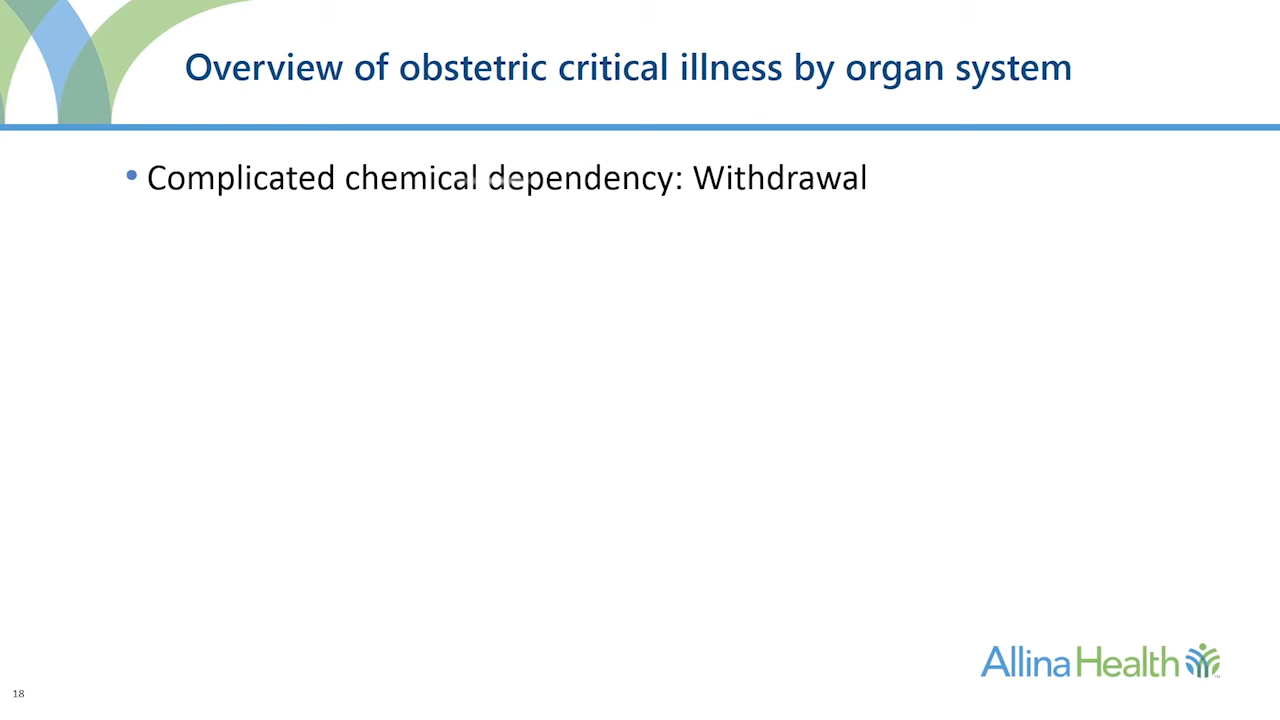 Overview of obstetric critical illness by organ system
• Complicated chemical dependency: Withdrawal
Allina Health
18